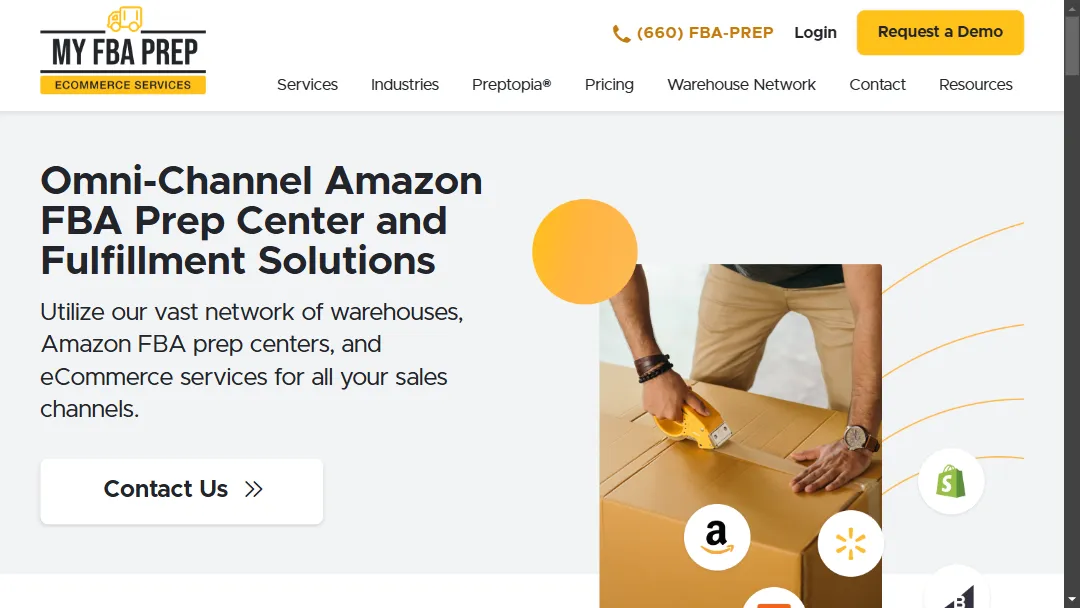 MY FBA PREP
ECOMMERCE SERVICES
(660) FBA-PREP
Login
Request a Demo
Services
Industries
Preptopia®
Pricing
Warehouse Network
Contact
Resources
Omni-Channel Amazon
FBA Prep Center and
Fulfillment Solutions
Utilize our vast network of warehouses,
Amazon FBA prep centers, and
eCommerce services for all your sales
channels.
Contact Us
S
a
B